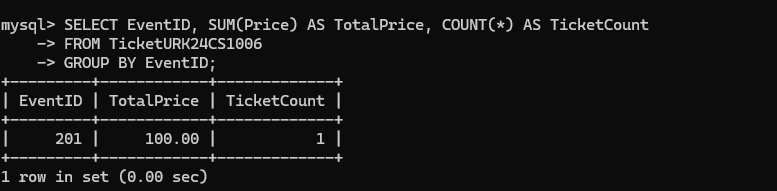 mysql> SELECT EventID, SUM(Price) AS TotalPrice, COUNT(*) AS TicketCount
    -> FROM TicketURK24CS1006
    -> GROUP BY EventID;
+---------+------------+-------------+
| EventID | TotalPrice | TicketCount |
+---------+------------+-------------+
|     201 |     100.00 |           1 |
+---------+------------+-------------+
1 row in set (0.00 sec)